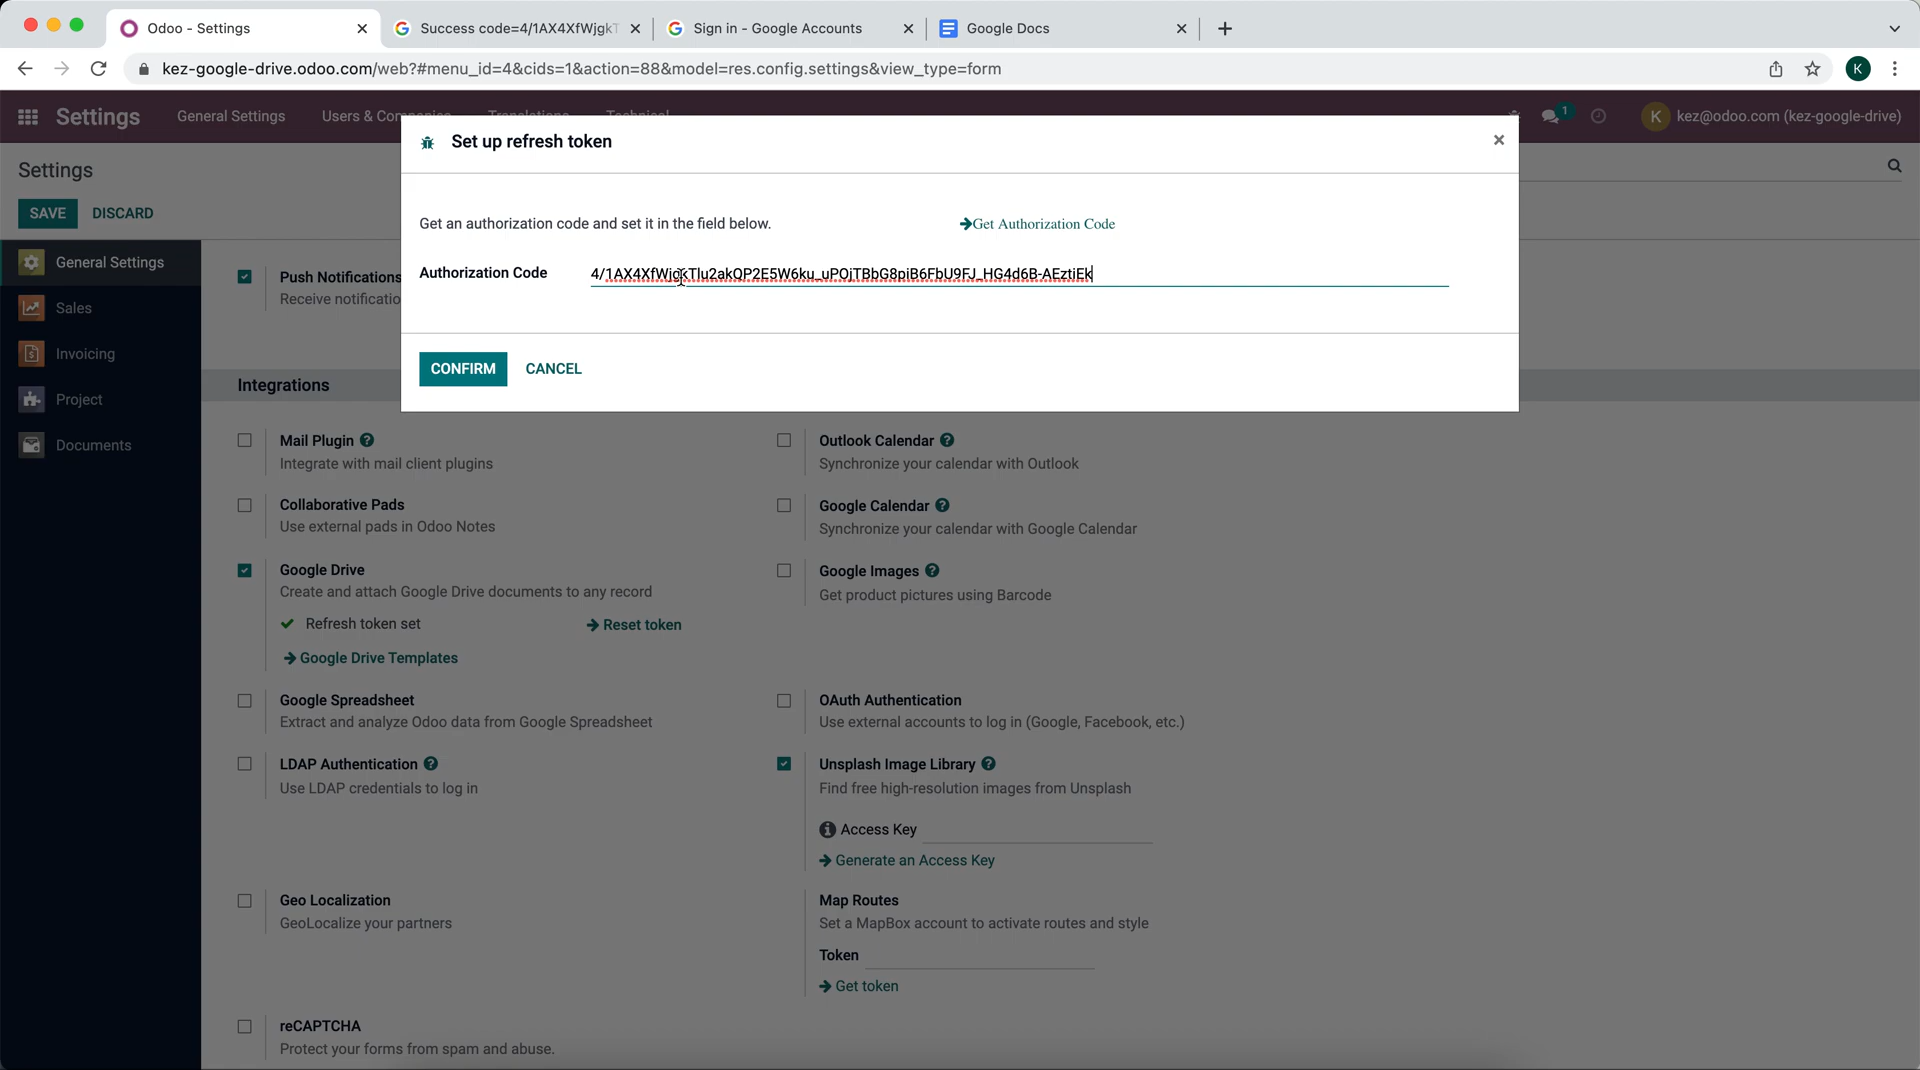 Odoo - Settings
Success code=4/1AX4XfWjgkT
Sign in - Google Accounts
Google Docs
kez-google-drive.odoo.com/web?#menu_id=4&cids=1&action=88&model=res.config.settings&view_type=form
K
Settings
General Settings
Users & Companies
Translations
Technical
1
K
kez@odoo.com (kez-google-drive)
Set up refresh token
×
Settings
SAVE
DISCARD
Get an authorization code and set it in the field below.
Get Authorization Code
Authorization Code
4/1AX4XfWjgkTlu2akQP2E5W6ku_uPOjTBbG8piB6FbU9FJ_HG4d6B-AEztiEk
CONFIRM
CANCEL
General Settings
Sales
Invoicing
Project
Documents
Push Notifications
Receive notificatio
Integrations
Mail Plugin ?
Integrate with mail client plugins
Outlook Calendar ?
Synchronize your calendar with Outlook
Collaborative Pads
Use external pads in Odoo Notes
Google Calendar ?
Synchronize your calendar with Google Calendar
Google Drive
Create and attach Google Drive documents to any record
Refresh token set
Reset token
Google Drive Templates
Google Images ?
Get product pictures using Barcode
Google Spreadsheet
Extract and analyze Odoo data from Google Spreadsheet
OAuth Authentication
Use external accounts to log in (Google, Facebook, etc.)
LDAP Authentication ?
Use LDAP credentials to log in
Unsplash Image Library ?
Find free high-resolution images from Unsplash
Access Key
Generate an Access Key
Geo Localization
GeoLocalize your partners
Map Routes
Set a MapBox account to activate routes and style
Token
Get token
reCAPTCHA
Protect your forms from spam and abuse.